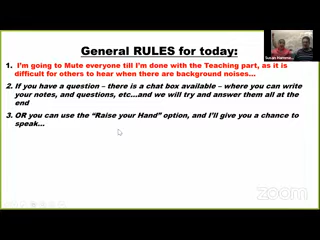 General RULES for today:
1. I'm going to Mute everyone till I'm done with the Teaching part, as it is
difficult for others to hear when there are background noises...
2. If you have a question – there is a chat box available – where you can write
your notes, and questions, etc...and we will try and answer them all at the
end
3. OR you can use the “Raise your Hand” option, and I'll give you a chance to
speak...
zoom